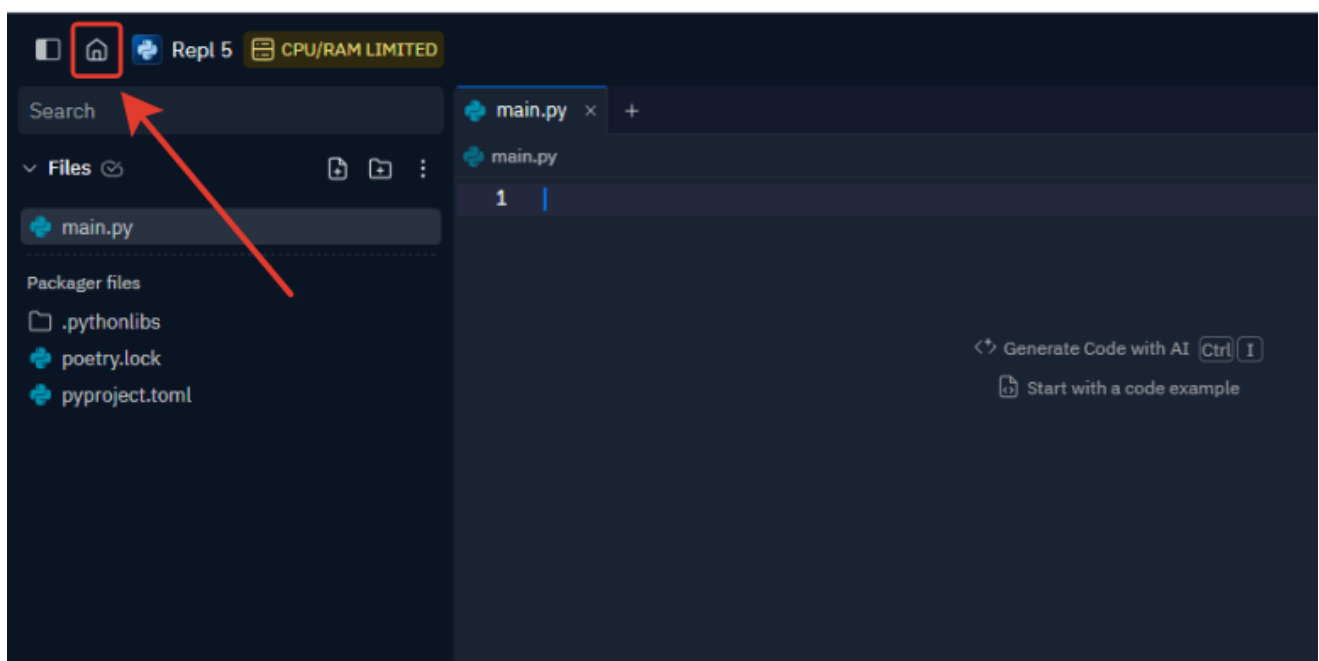 Repl 5 CPU/RAM LIMITED
Search
Files
main.py
Packager files
.pythonlibs
poetry.lock
pyproject.toml
main.py × +
main.py
1
Generate Code with AI Ctrl I
Start with a code example